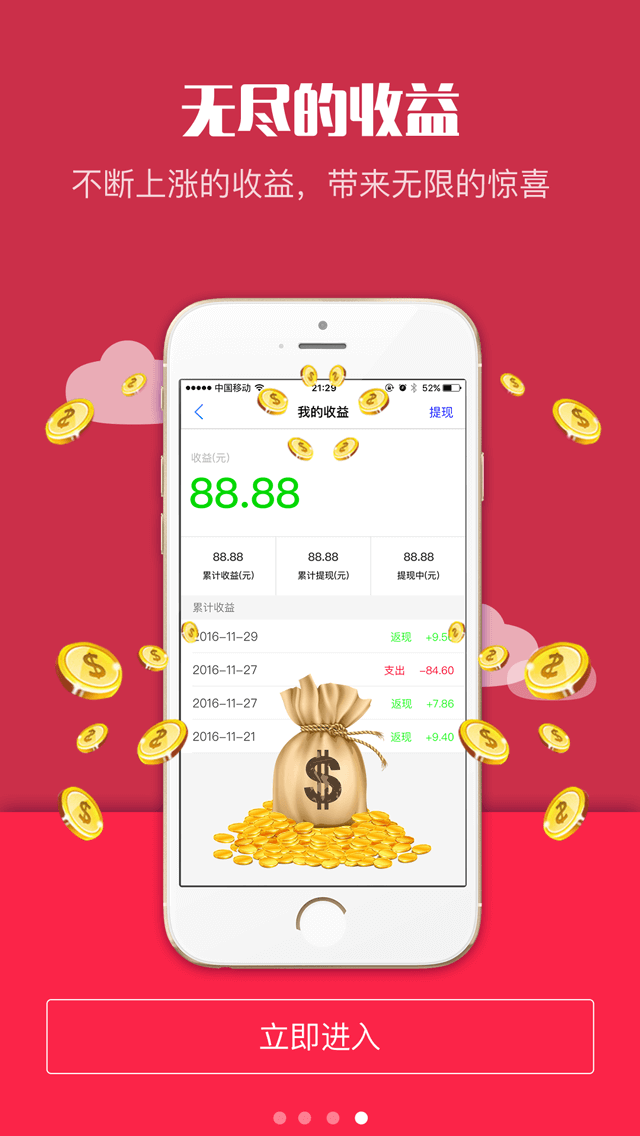 无尽的收益
不断上涨的收益，带来无限的惊喜
中国移动 21:29 52%
我的收益 提现
收益(元)
88.88
88.88 88.88 88.88
累计收益(元) 累计提现(元) 提现中(元)
累计收益
2016-11-29 返现 +9.50
2016-11-27 支出 -84.60
2016-11-27 返现 +7.86
2016-11-21 返现 +9.40
立即进入